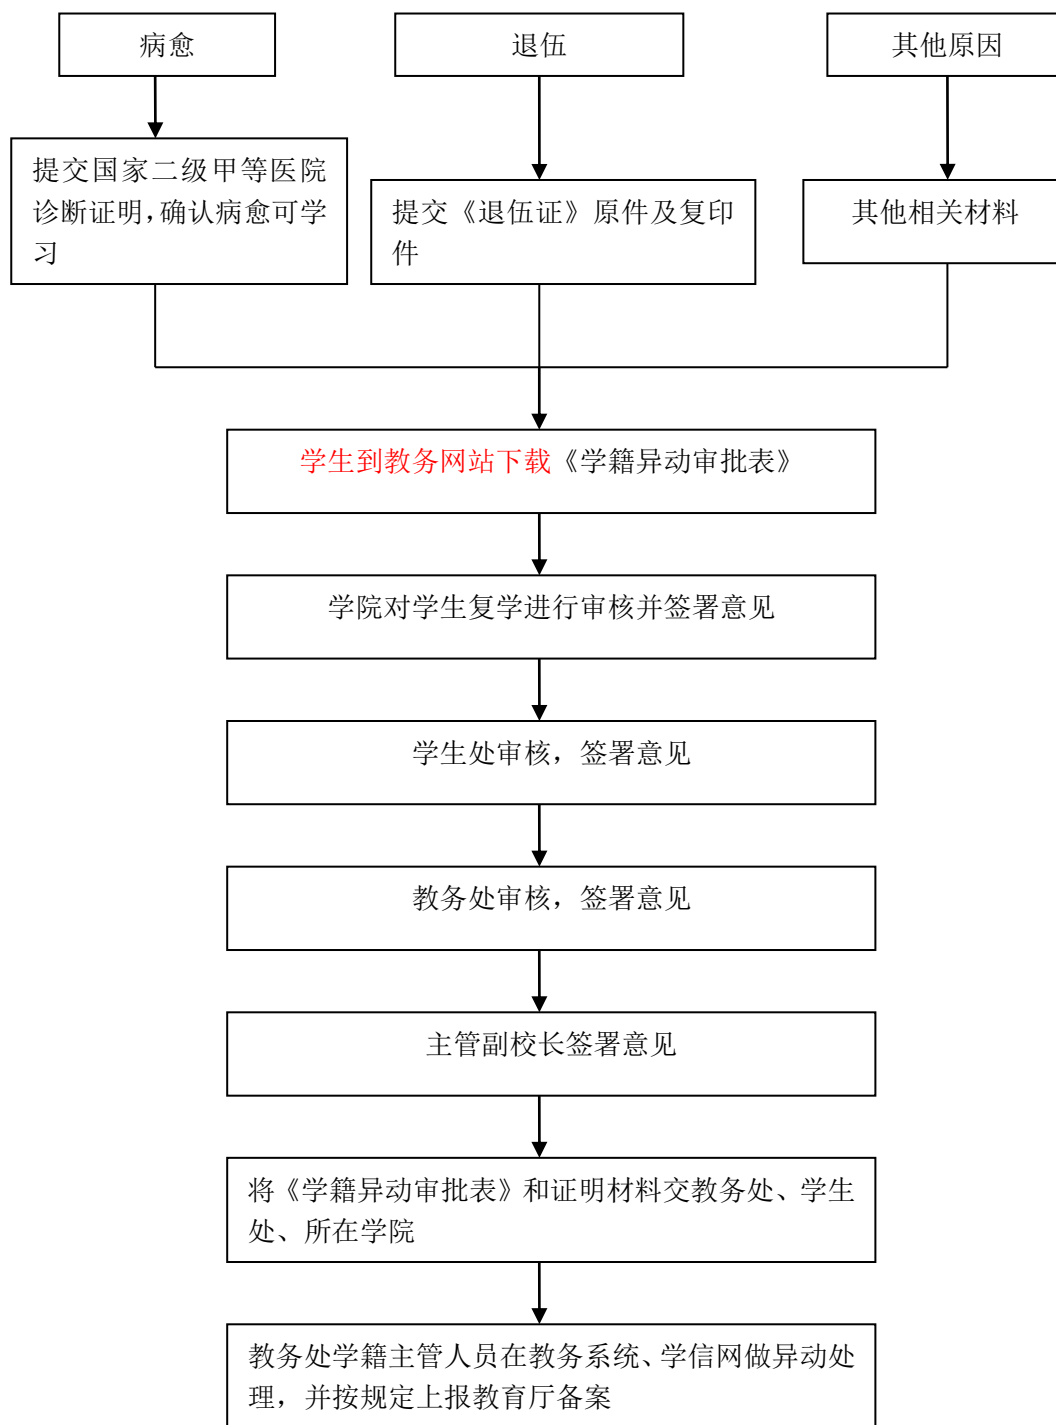 病愈
退伍
其他原因
提交国家二级甲等医院
诊断证明，确认病愈可学
习
提交《退伍证》原件及复印
件
其他相关材料
学生到教务网站下载《学籍异动审批表》
学院对学生复学进行审核并签署意见
学生处审核，签署意见
教务处审核，签署意见
主管副校长签署意见
将《学籍异动审批表》和证明材料交教务处、学生
处、所在学院
教务处学籍主管人员在教务系统、学信网做异动处
理，并按规定上报教育厅备案